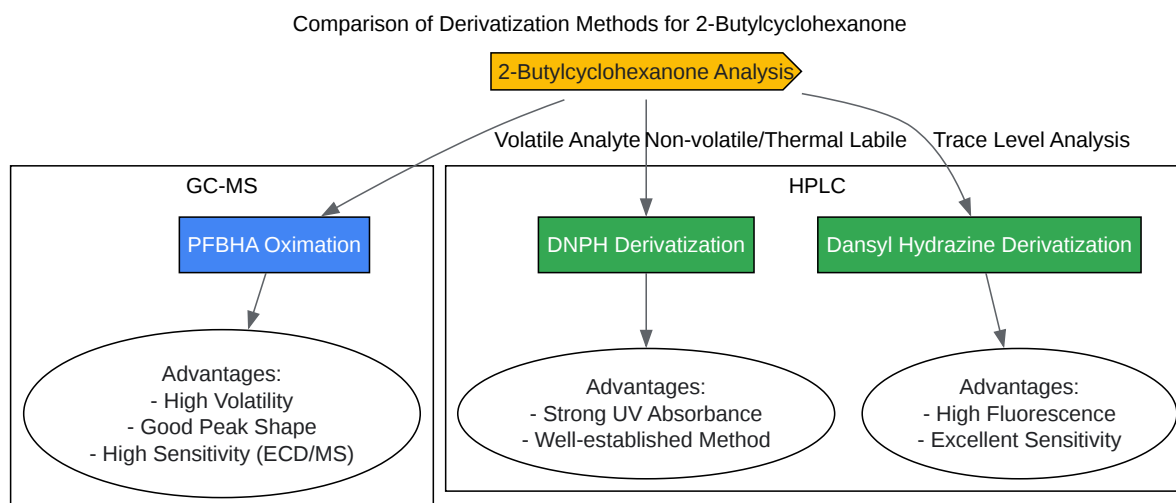 Comparison of Derivatization Methods for 2-Butylcyclohexanone
2-Butylcyclohexanone Analysis
Volatile Analyte
Non-volatile/Thermal Labile
Trace Level Analysis
GC-MS
HPLC
PFBHA Oximation
DNPH Derivatization
Dansyl Hydrazine Derivatization
Advantages:
- High Volatility
- Good Peak Shape
- High Sensitivity (ECD/MS)
Advantages:
- Strong UV Absorbance
- Well-established Method
Advantages:
- High Fluorescence
- Excellent Sensitivity